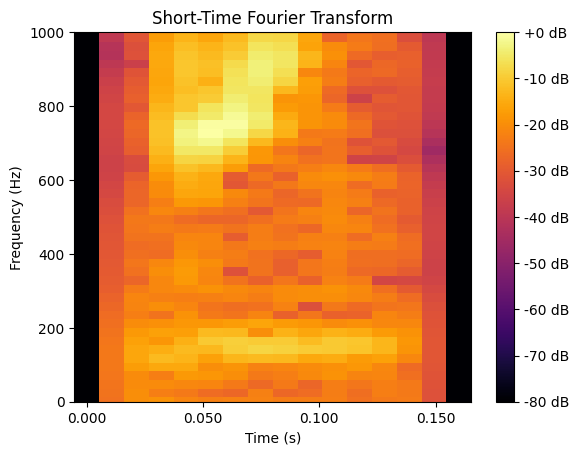 Short-Time Fourier Transform
1000
800
600
400
200
0
Frequency (Hz)
0.000
0.050
0.100
0.150
Time (s)
+0 dB
-10 dB
-20 dB
-30 dB
-40 dB
-50 dB
-60 dB
-70 dB
-80 dB